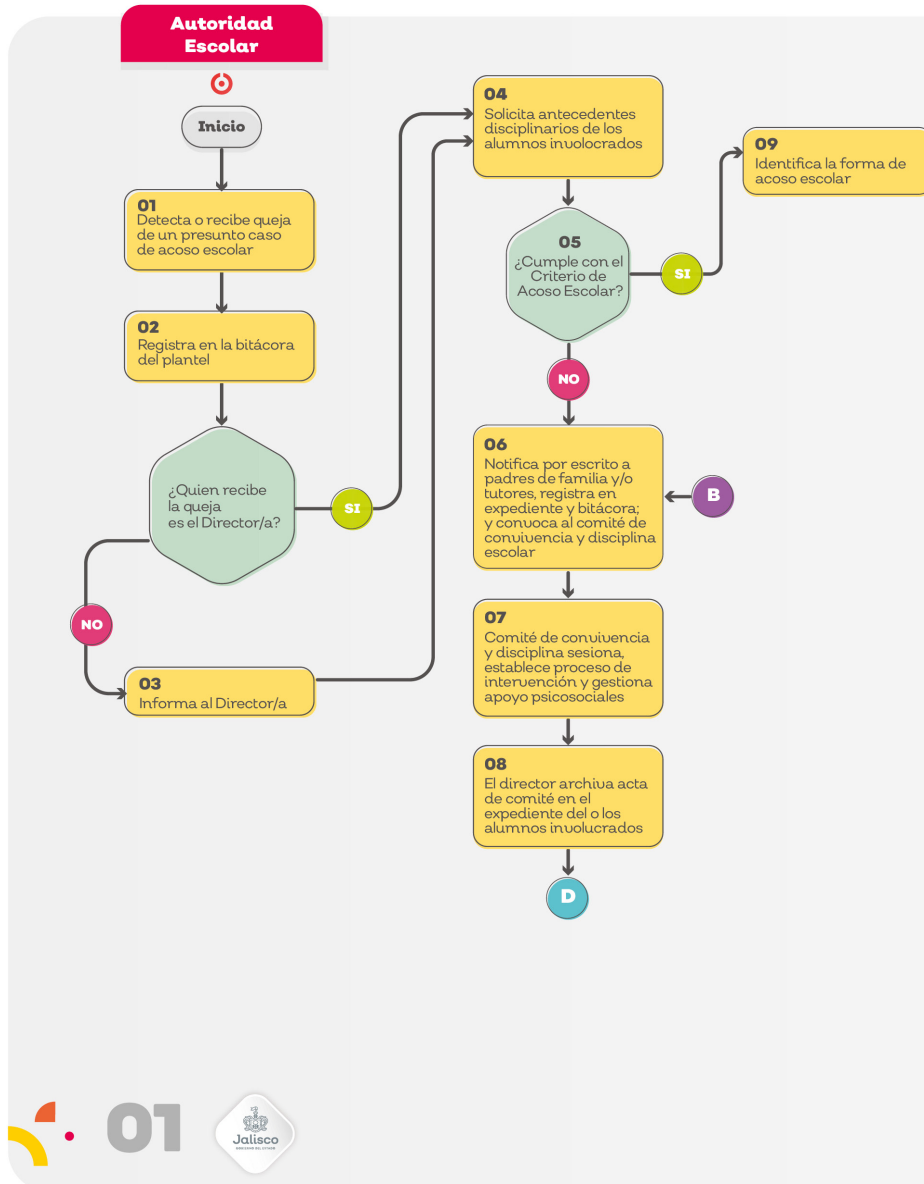 Autoridad
Escolar
Inicio
01
Detecta o recibe queja
de un presunto caso
de acoso escolar
02
Registra en la bitácora
del plantel
¿Quien recibe
la queja
es el Director/a?
SI
NO
03
Informa al Director/a
04
Solicita antecedentes
disciplinarios de los
alumnos involocrados
05
¿Cumple con el
Criterio de
Acoso Escolar?
SI
NO
06
Notifica por escrito a
padres de familia y/o
tutores, registra en
expediente y bitácora;
y convoca al comité de
convivencia y disciplina
escolar
B
07
Comité de convivencia
y disciplina sesiona,
establece proceso de
intervención y gestiona
apoyo psicosociales
08
El director archiva acta
de comité en el
expediente del o los
alumnos involucrados
D
09
Identifica la forma de
acoso escolar
01
Jalisco